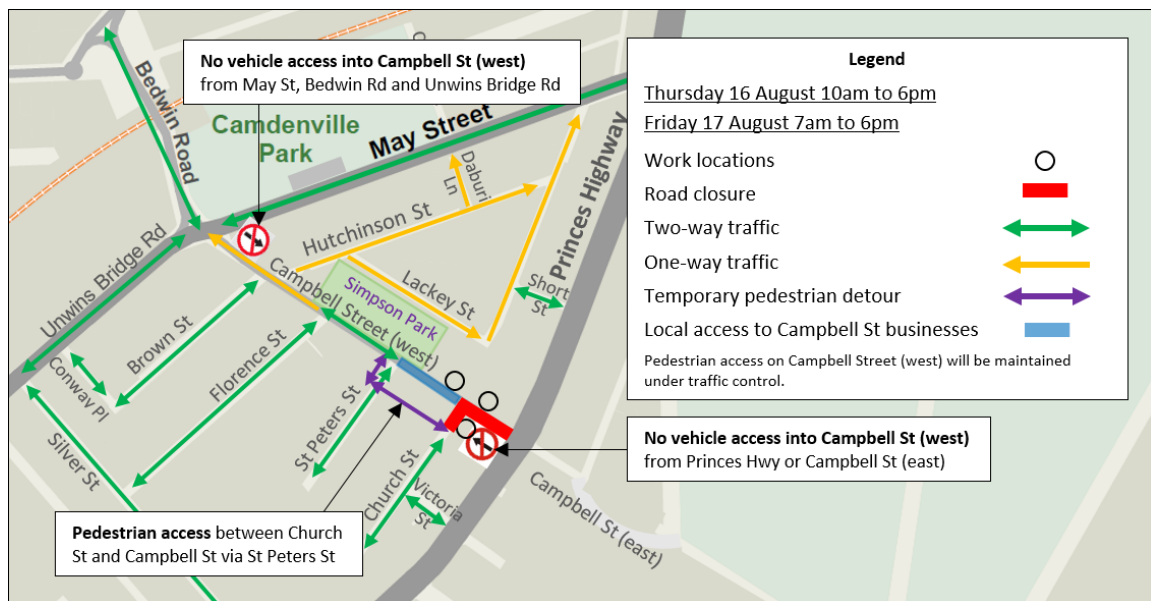 No vehicle access into Campbell St (west)
from May St, Bedwin Rd and Unwins Bridge Rd
Bedwin Road
Camdenville
Park
May Street
Daburi
Ln
Hutchinson St
Princes Highway
Unwins Bridge Rd
Campbell Street (west)
Simpson Park
Lackey St
Short
St
Brown St
Conway Pl
Florence St
Silver St
St Peters St
Church St
Victoria
St
Campbell St (east)
Legend
Thursday 16 August 10am to 6pm
Friday 17 August 7am to 6pm
Work locations
Road closure
Two-way traffic
One-way traffic
Temporary pedestrian detour
Local access to Campbell St businesses
Pedestrian access on Campbell Street (west) will be maintained
under traffic control.
No vehicle access into Campbell St (west)
from Princes Hwy or Campbell St (east)
Pedestrian access between Church
St and Campbell St via St Peters St